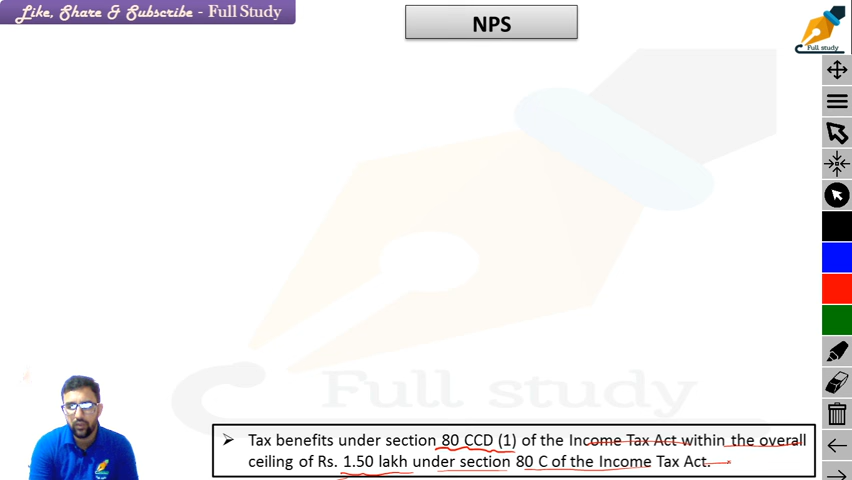 Like, Share & Subscribe - Full Study
NPS
Full study
Full study
➢ Tax benefits under section 80 CCD (1) of the Income Tax Act within the overall
ceiling of Rs. 1.50 lakh under section 80 C of the Income Tax Act.